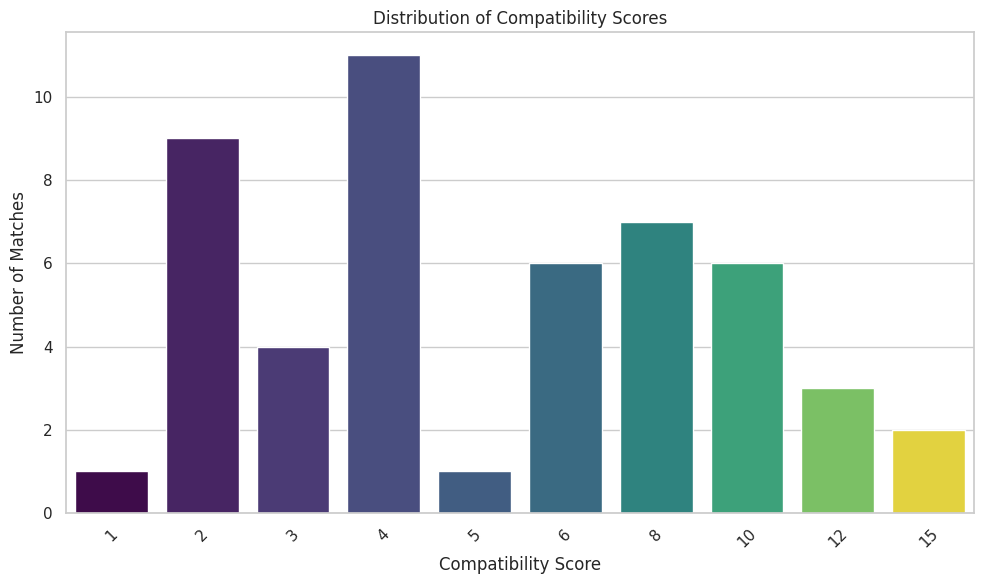 Distribution of Compatibility Scores
Number of Matches
10
8
6
4
2
0
1 2 3 4 5 6 8 10 12 15
Compatibility Score